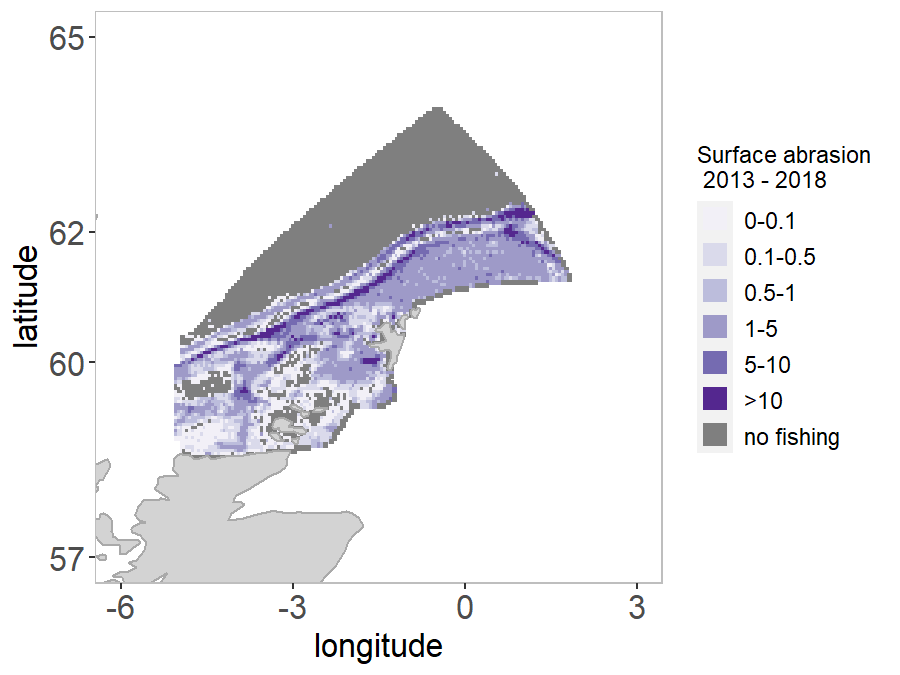 65
62
60
57
latitude
-6
-3
0
3
longitude
Surface abrasion
2013 - 2018
0-0.1
0.1-0.5
0.5-1
1-5
5-10
>10
no fishing